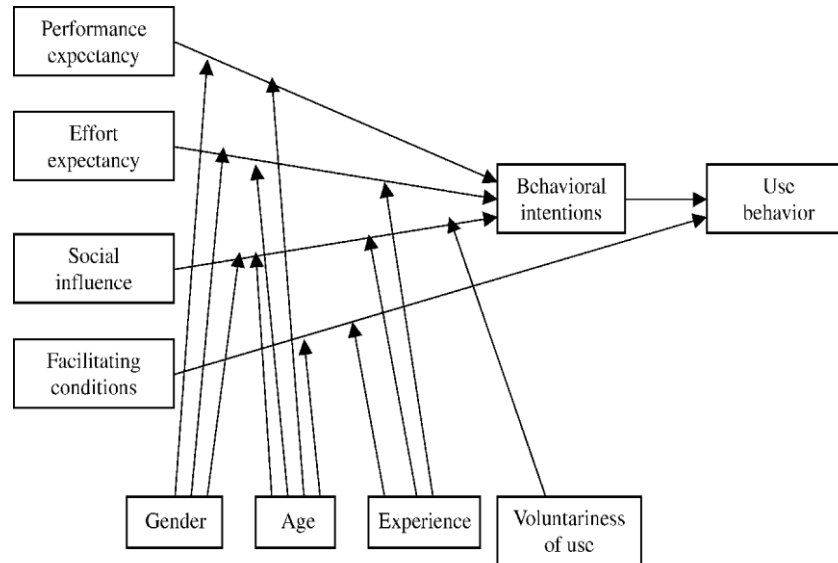 Performance
expectancy
Effort
expectancy
Behavioral
intentions
Use
behavior
Social
influence
Facilitating
conditions
Gender
Age
Experience
Voluntariness
of use